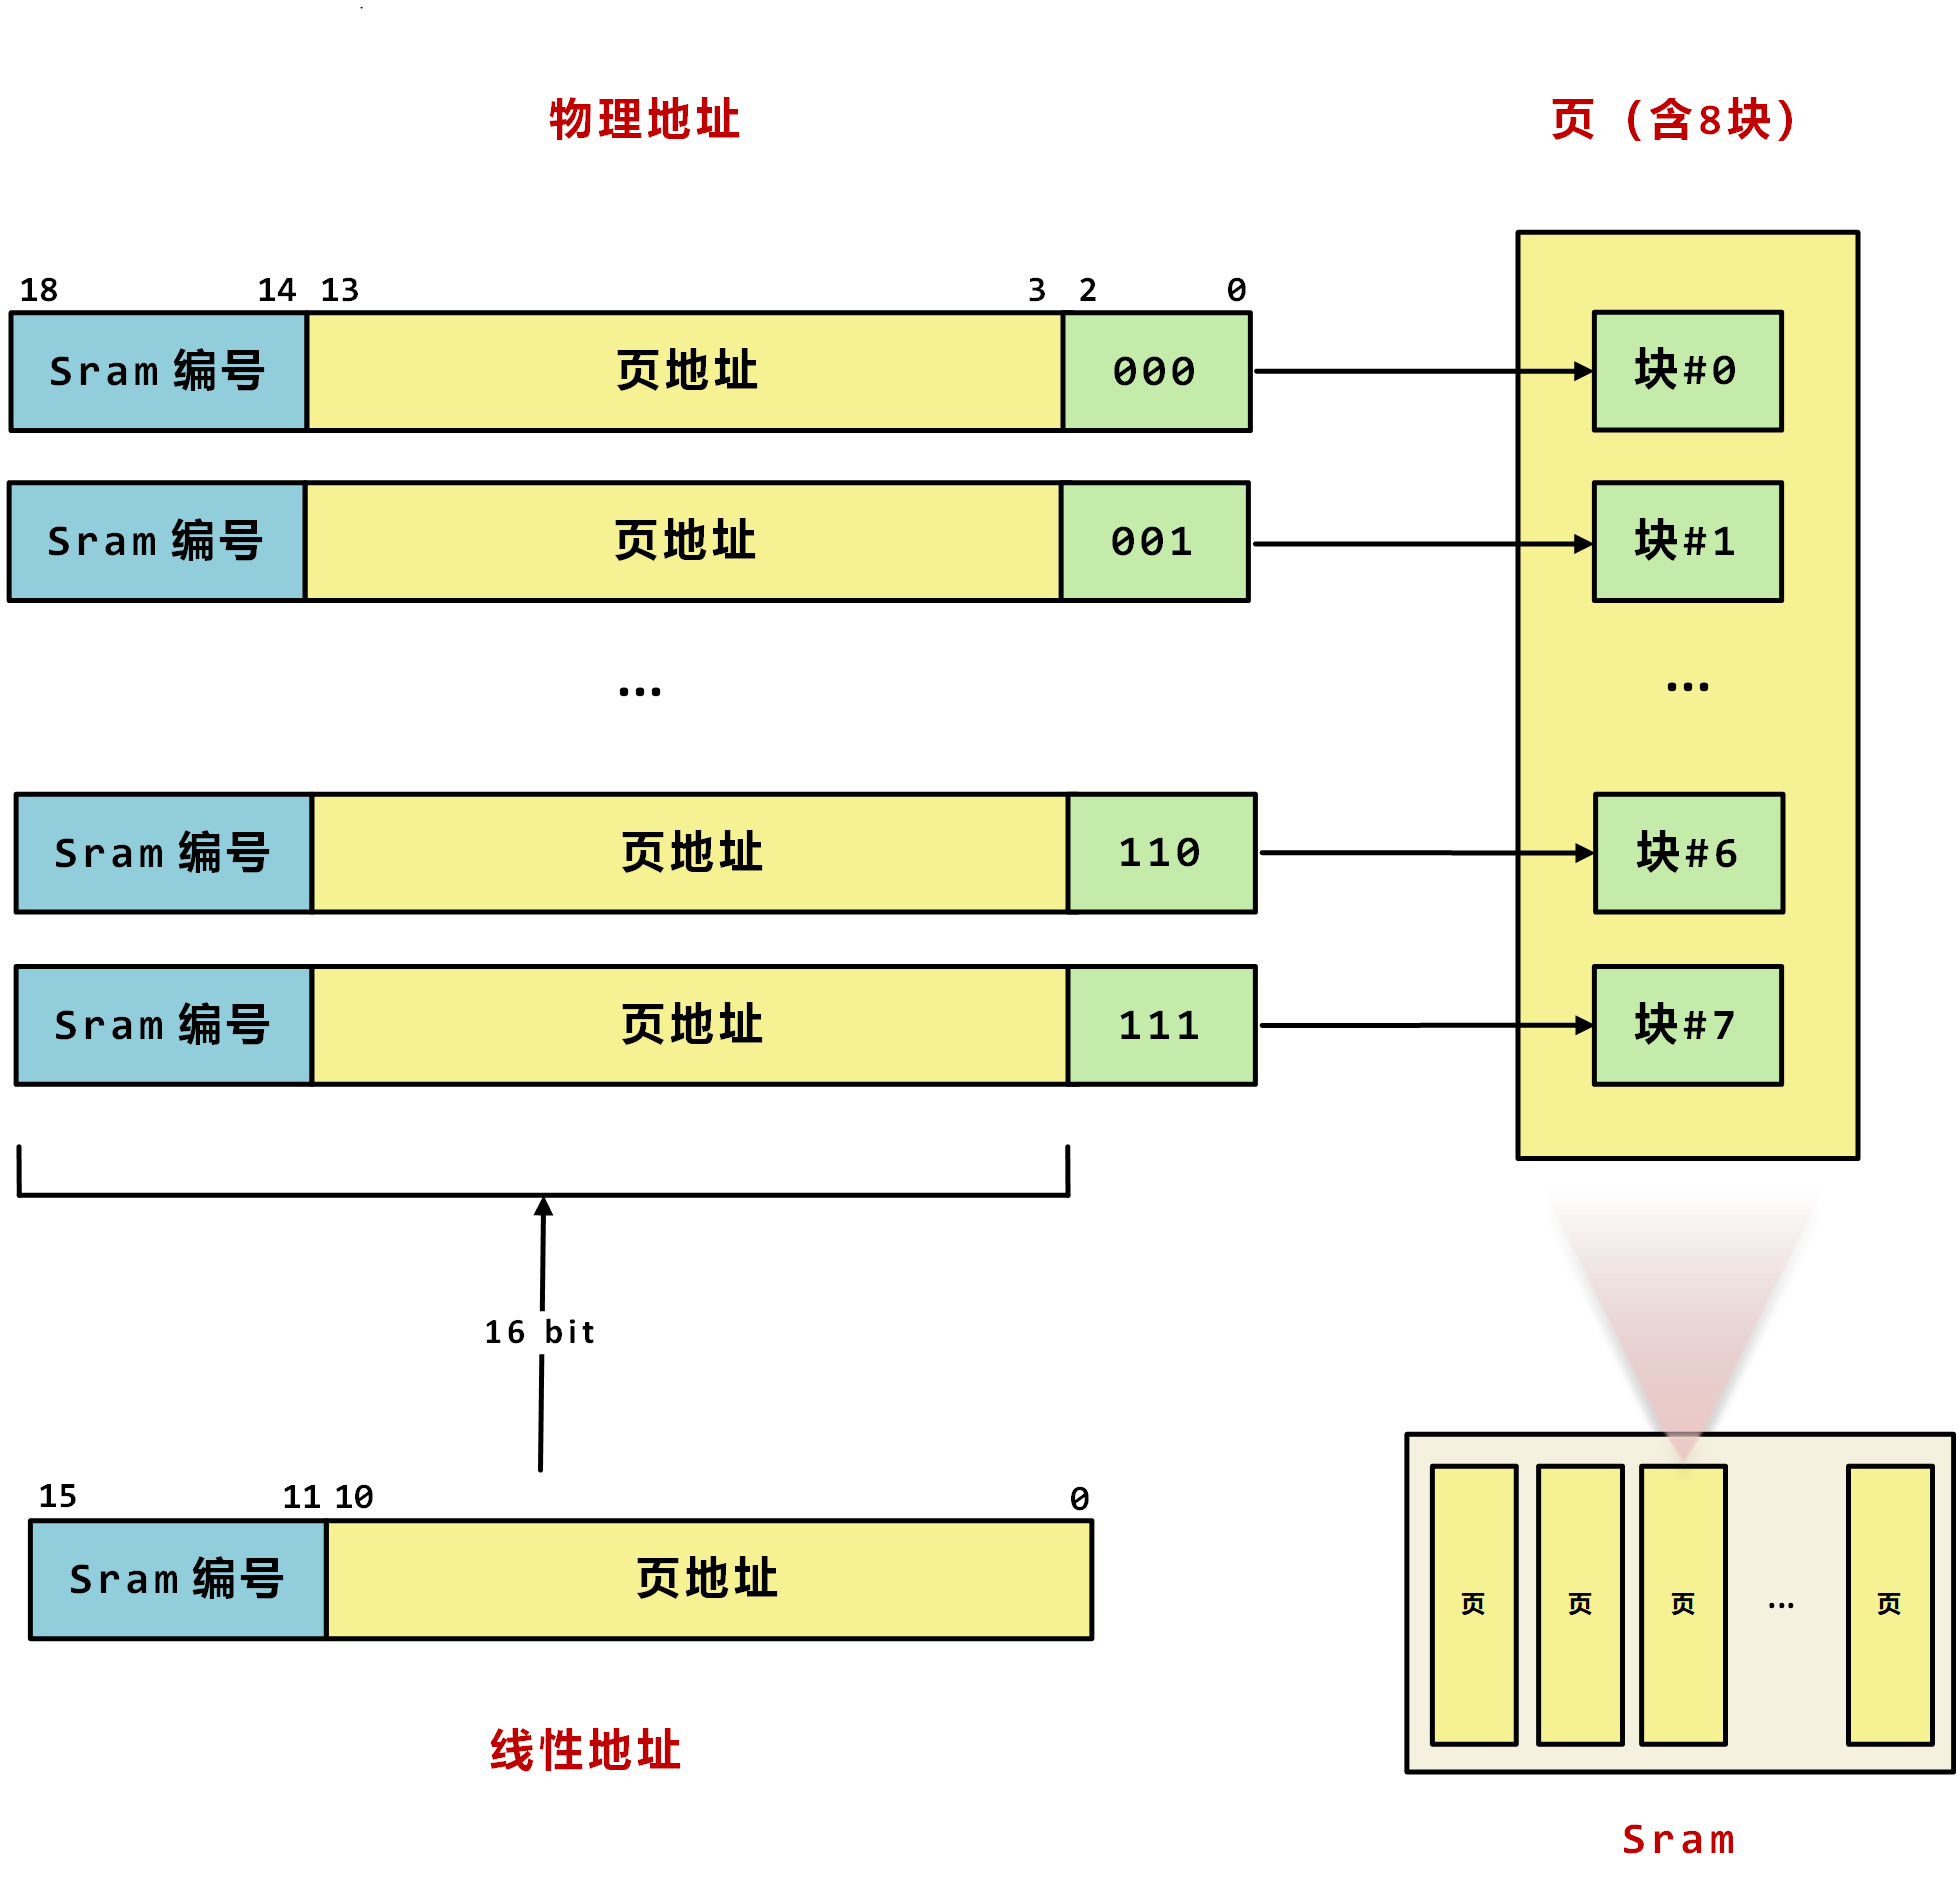 物理地址
页（含8块）
18 14 13 3 2 0
Sram 编号 页地址 000 块#0
Sram 编号 页地址 001 块#1
... ...
Sram 编号 页地址 110 块#6
Sram 编号 页地址 111 块#7
16 bit
15 11 10 0
Sram 编号 页地址
页 页 页 ... 页
线性地址
Sram